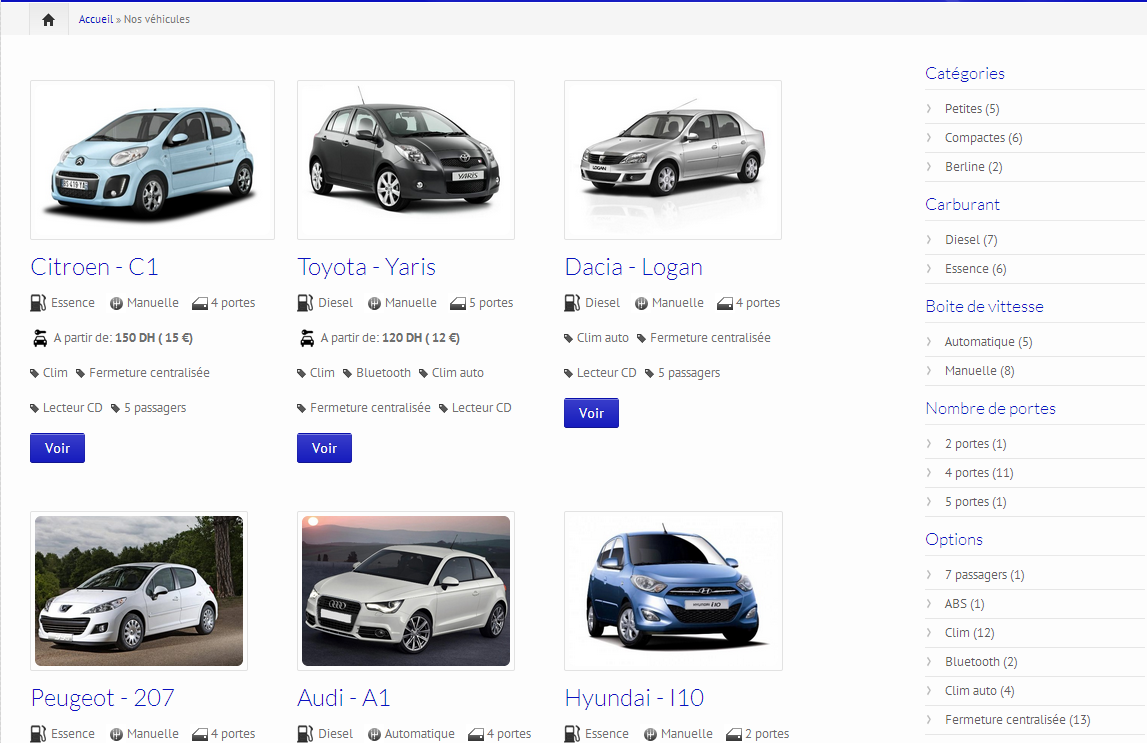 Accueil » Nos véhicules
YARIS
LOGAN
Citroen - C1
Essence Manuelle 4 portes
A partir de: 150 DH ( 15 €)
Clim Fermeture centralisée
Lecteur CD 5 passagers
Voir
Toyota - Yaris
Diesel Manuelle 5 portes
A partir de: 120 DH ( 12 €)
Clim Bluetooth Clim auto
Fermeture centralisée Lecteur CD
Voir
Dacia - Logan
Diesel Manuelle 4 portes
Clim auto Fermeture centralisée
Lecteur CD 5 passagers
Voir
Peugeot - 207
Essence Manuelle 4 portes
Audi - A1
Diesel Automatique 4 portes
HYUNDAI i10
Hyundai - I10
Essence Manuelle 2 portes
Catégories
Petites (5)
Compactes (6)
Berline (2)
Carburant
Diesel (7)
Essence (6)
Boite de vittesse
Automatique (5)
Manuelle (8)
Nombre de portes
2 portes (1)
4 portes (11)
5 portes (1)
Options
7 passagers (1)
ABS (1)
Clim (12)
Bluetooth (2)
Clim auto (4)
Fermeture centralisée (13)